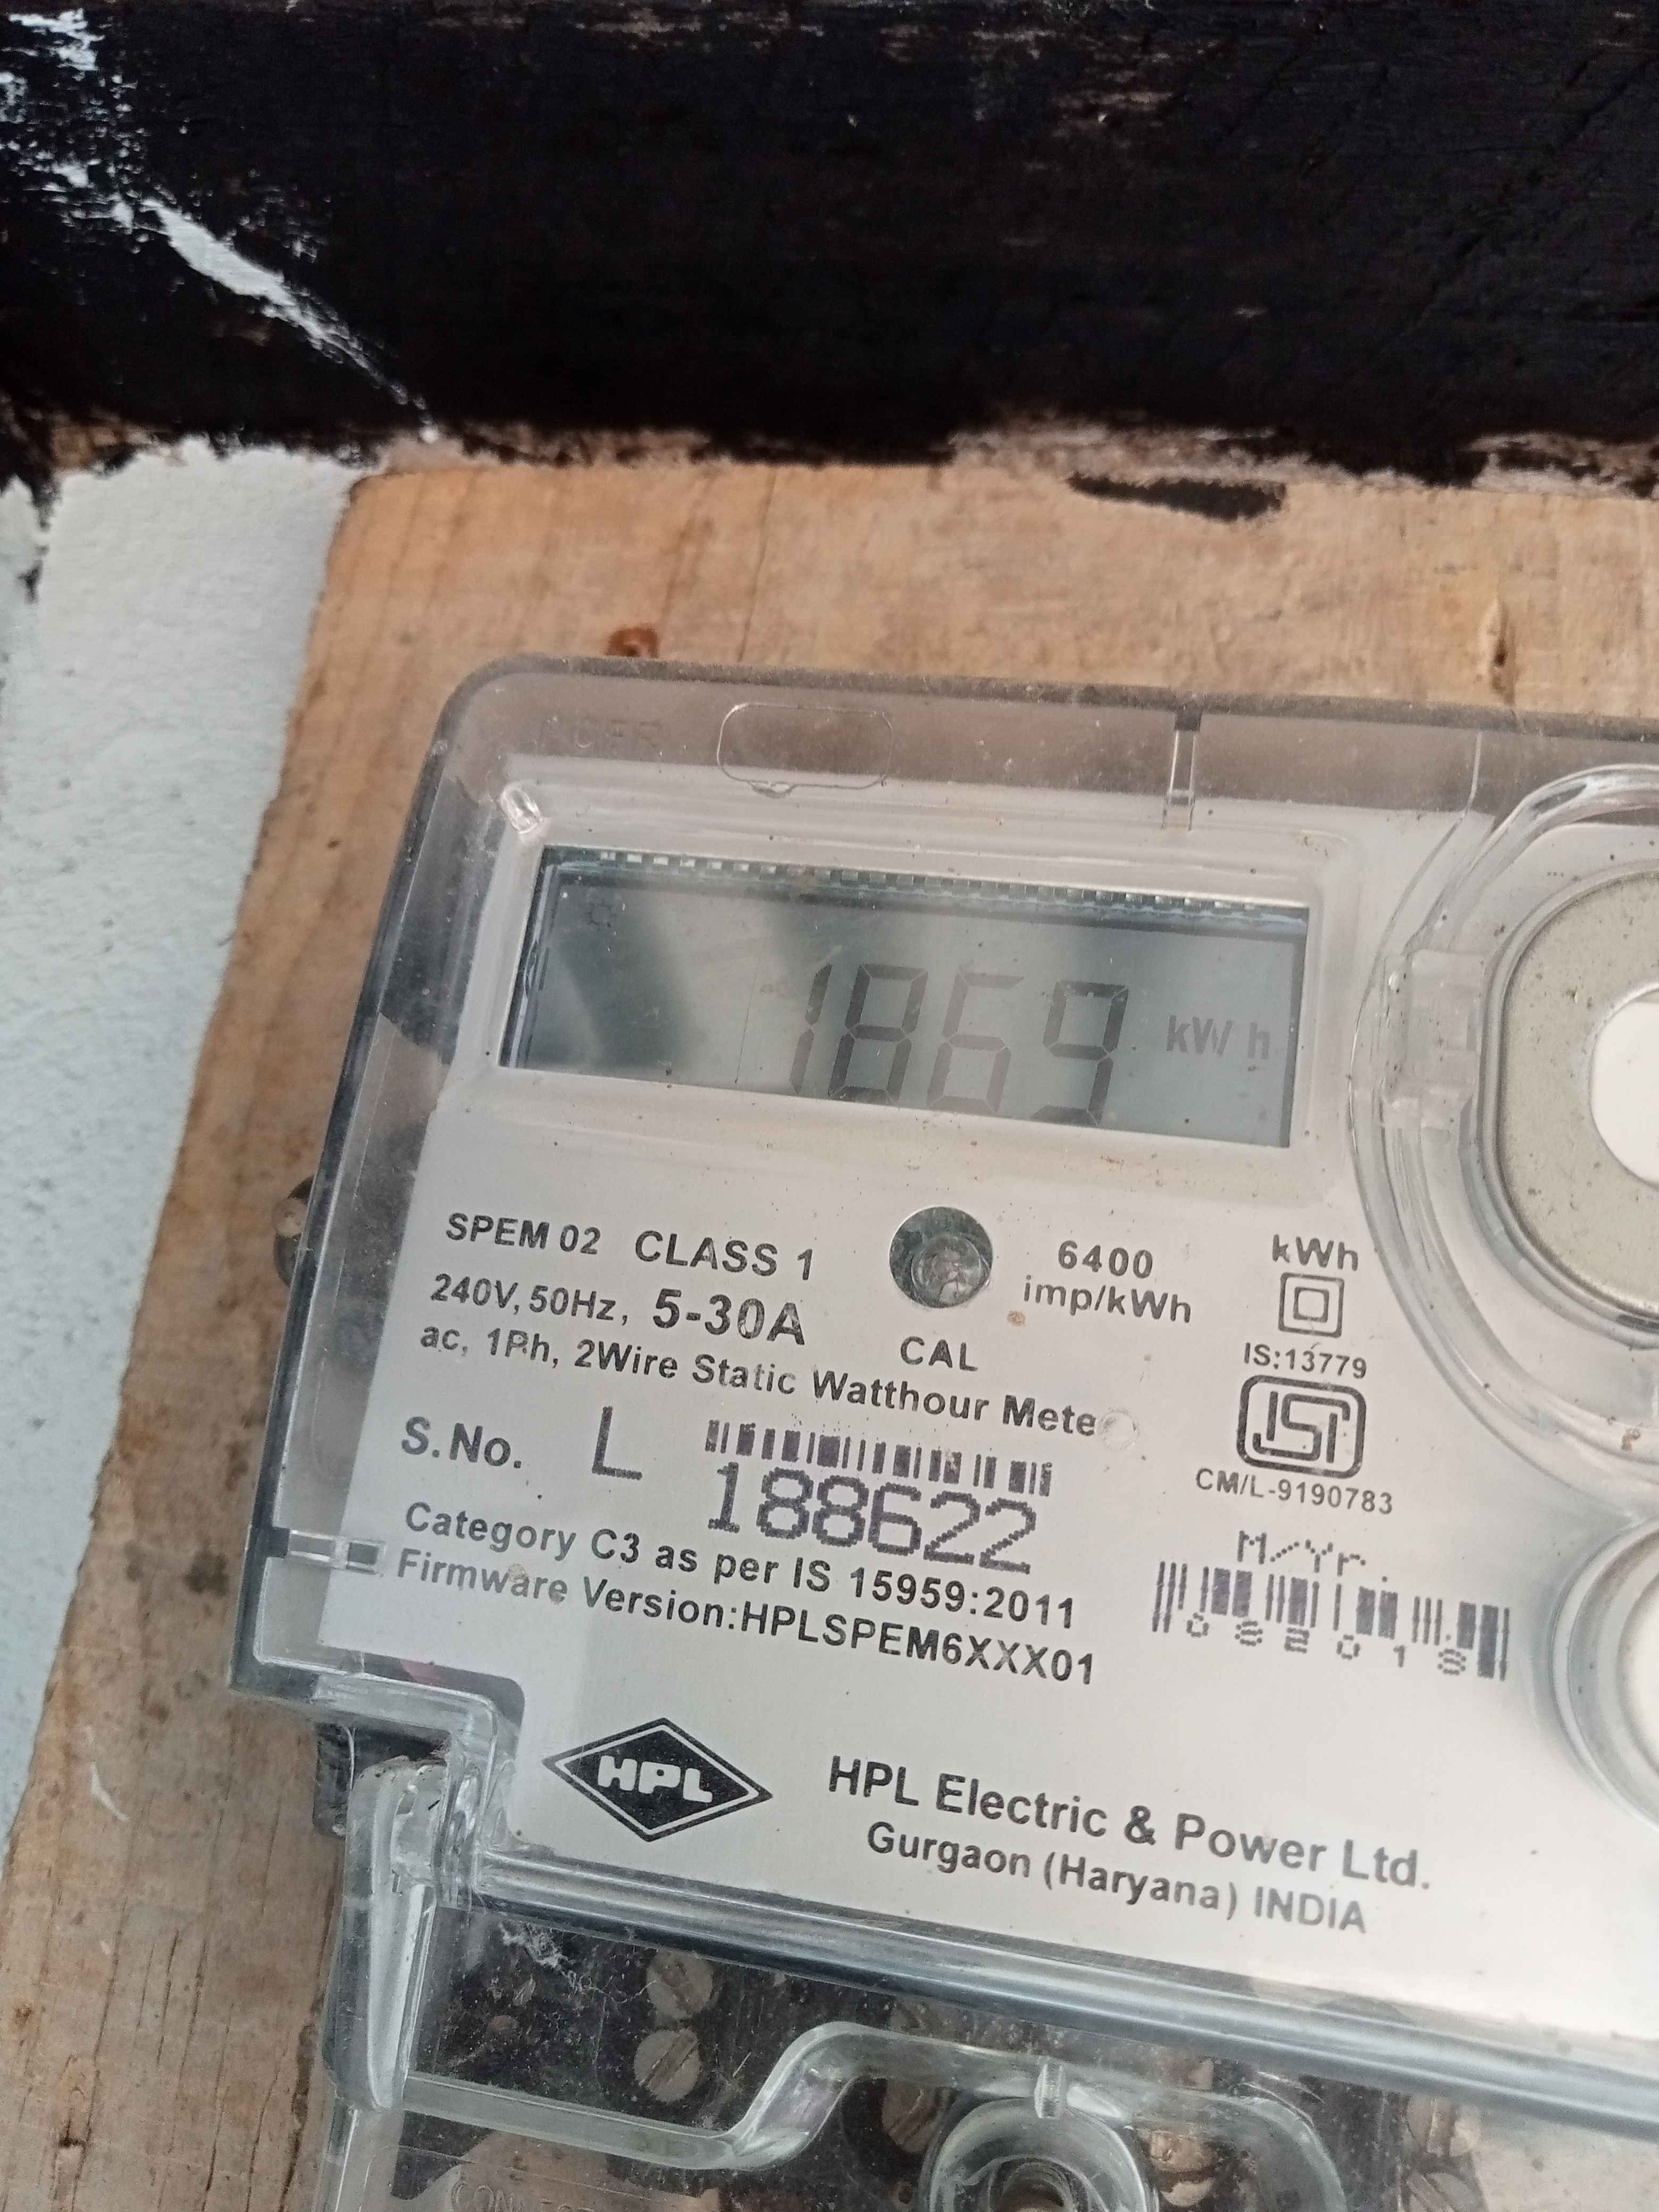 1869 kWh
SPEM 02 CLASS 1
240V, 50Hz, 5-30A
ac, 1Ph, 2Wire Static Watthour Mete
CAL
6400
imp/kWh
kWh
IS:13779
ISI
CM/L-9190783
S.No. L 188622
Category C3 as per IS 15959:2011
Firmware Version:HPLSPEM6XXX01
M/Yr.
062018
HPL
HPL Electric & Power Ltd.
Gurgaon (Haryana) INDIA